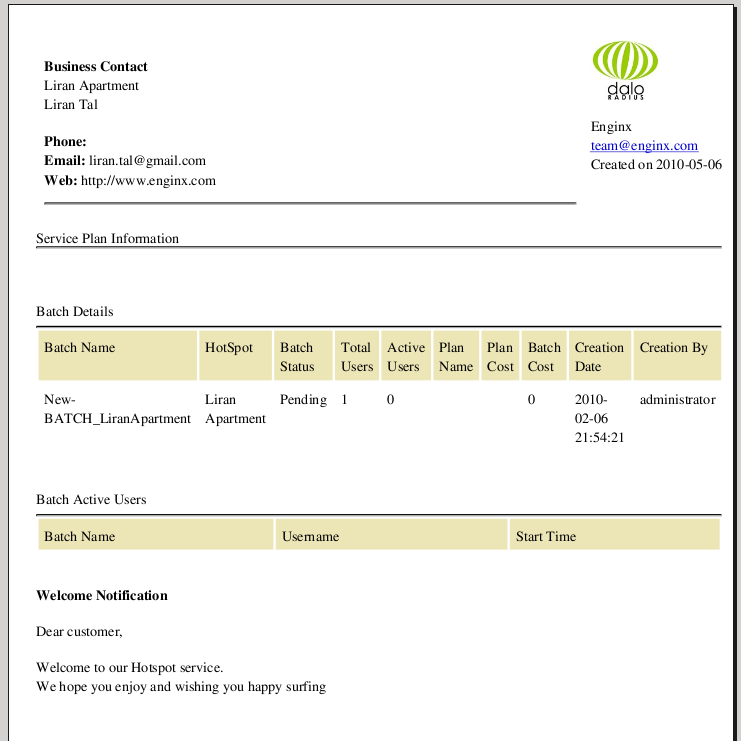 Business Contact
Liran Apartment
Liran Tal
Phone:
Email: liran.tal@gmail.com
Web: http://www.enginx.com
dalo
RADIUS
Enginx
team@enginx.com
Created on 2010-05-06
Service Plan Information
Batch Details
Batch Name HotSpot Batch Total Active Plan Plan Batch Creation Creation By
Status Users Users Name Cost Cost Date
New- Liran Pending 1 0 0 2010- administrator
BATCH_LiranApartment Apartment 02-06
21:54:21
Batch Active Users
Batch Name Username Start Time
Welcome Notification
Dear customer,
Welcome to our Hotspot service.
We hope you enjoy and wishing you happy surfing